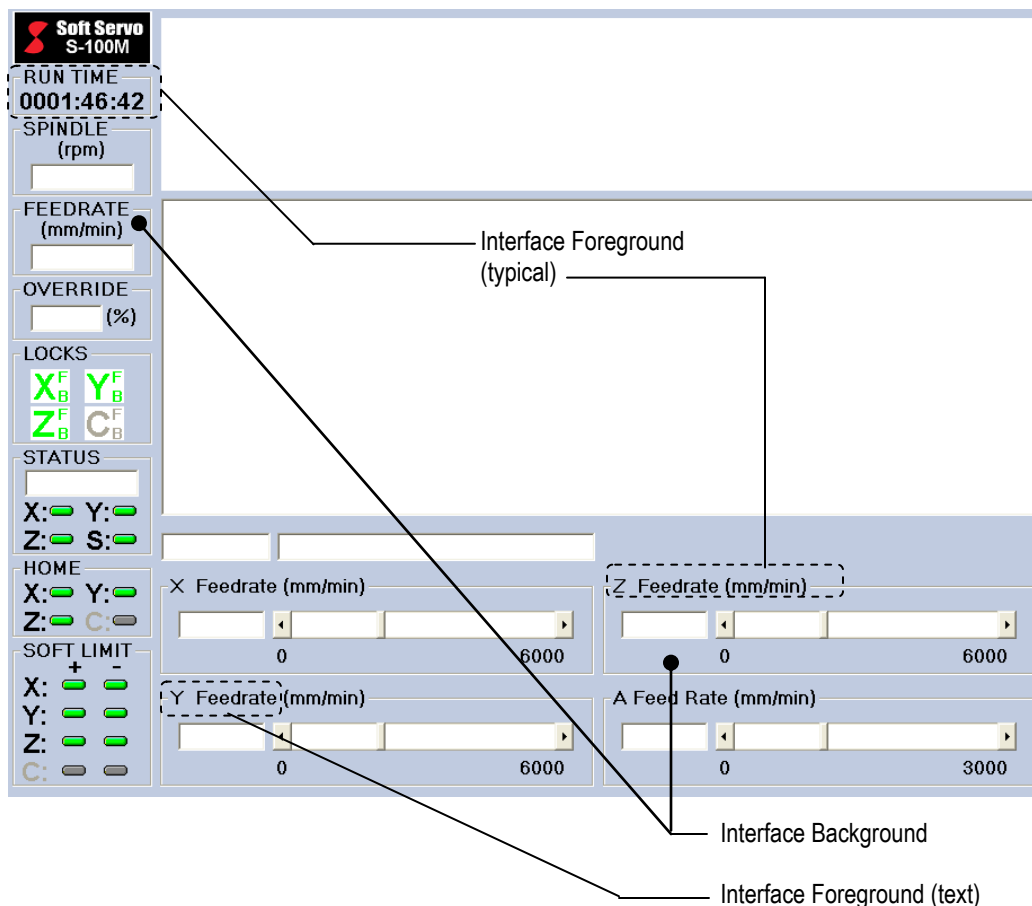 Soft Servo
S-100M
RUN TIME
0001:46:42
SPINDLE
(rpm)
FEEDRATE
(mm/min)
OVERRIDE
(%)
LOCKS
X F B Y F B
Z F B C F B
STATUS
X: Y:
Z: S:
HOME
X: Y:
Z: C:
SOFT LIMIT
+ -
X:
Y:
Z:
C:
Interface Foreground
(typical)
X Feedrate (mm/min)
0 6000
Z Feedrate (mm/min)
0 6000
Y Feedrate (mm/min)
0 6000
A Feed Rate (mm/min)
0 3000
Interface Background
Interface Foreground (text)